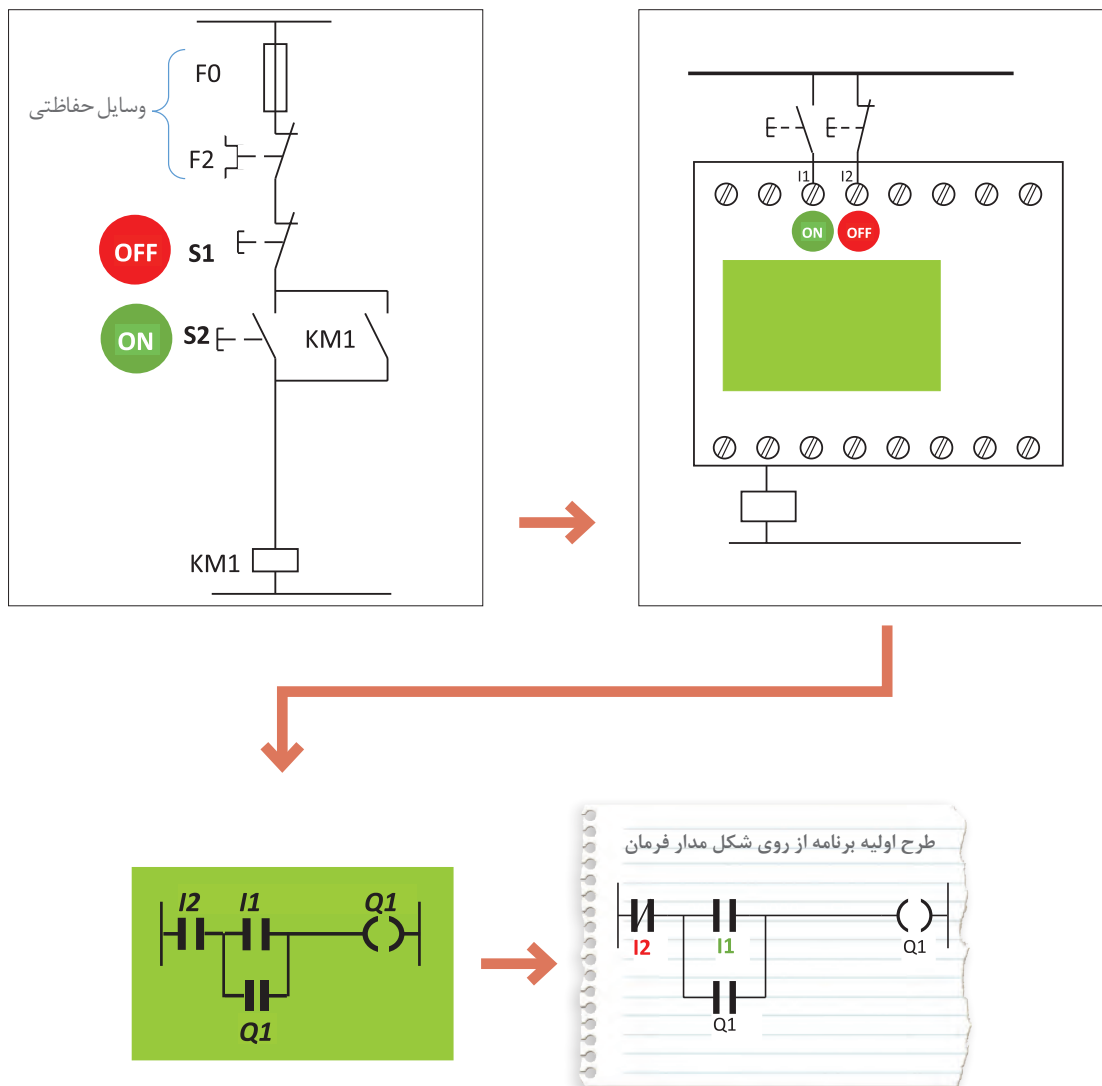 F0
وسایل حفاظتی
F2
OFF S1
ON S2 KM1
KM1
I1 I2
ON OFF
I2 I1 Q1
Q1
طرح اولیه برنامه از روی شکل مدار فرمان
I2 I1 Q1
Q1